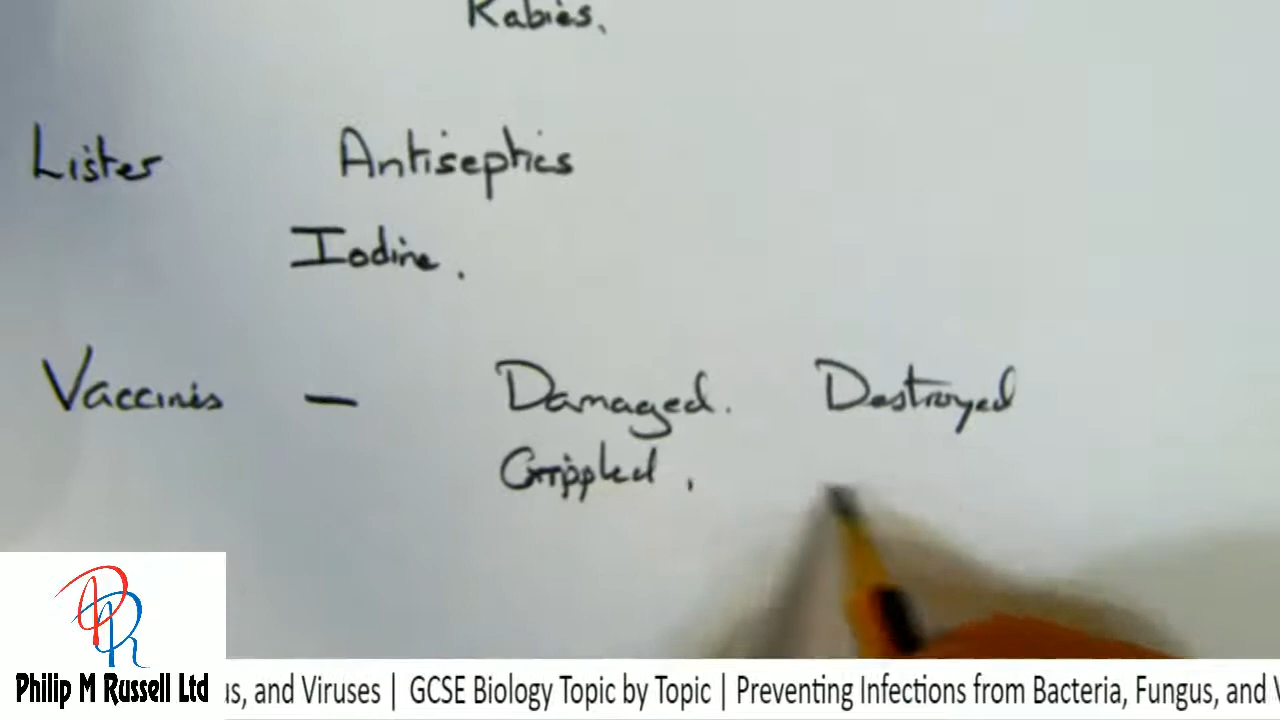 Rabies.
Lister Antiseptics
Iodine.
Vaccines — Damaged. Destroyed
Crippled.
Philip M Russell Ltd
us, and Viruses | GCSE Biology Topic by Topic | Preventing Infections from Bacteria, Fungus, and V